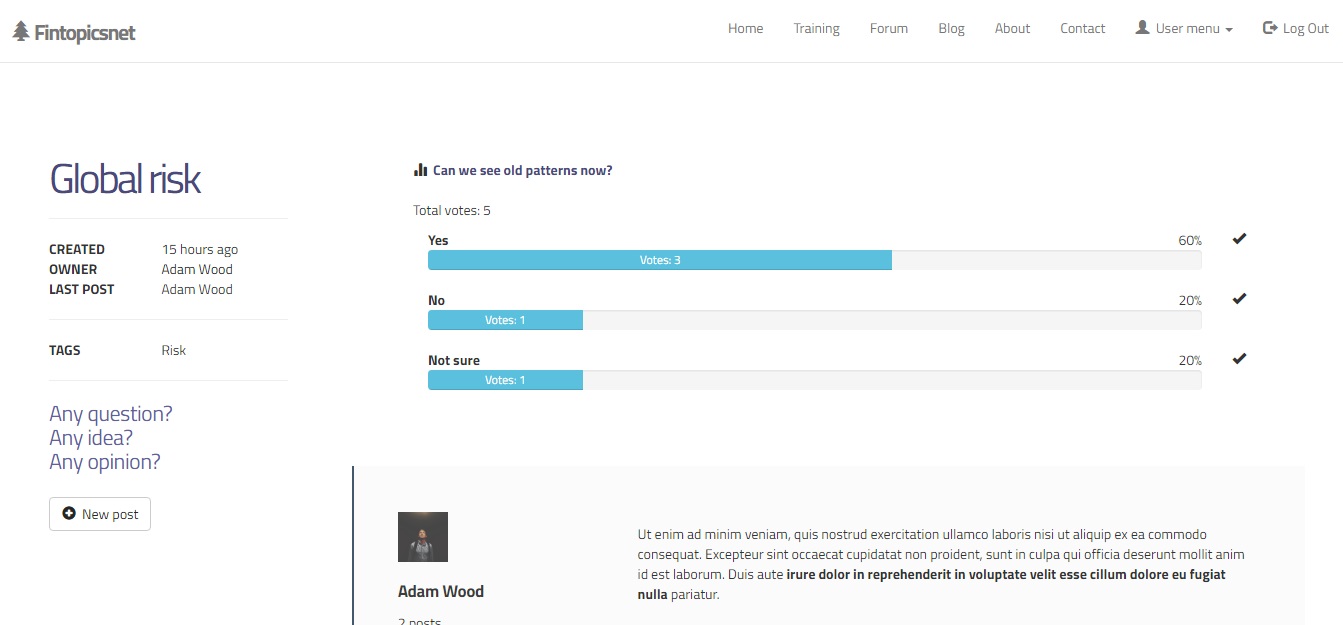 Fintopicsnet
Home Training Forum Blog About Contact User menu Log Out
Global risk
CREATED 15 hours ago
OWNER Adam Wood
LAST POST Adam Wood
TAGS Risk
Any question?
Any idea?
Any opinion?
New post
Can we see old patterns now?
Total votes: 5
Yes 60%
Votes: 3
No 20%
Votes: 1
Not sure 20%
Votes: 1
Adam Wood
2 posts
Ut enim ad minim veniam, quis nostrud exercitation ullamco laboris nisi ut aliquip ex ea commodo
consequat. Excepteur sint occaecat cupidatat non proident, sunt in culpa qui officia deserunt mollit anim
id est laborum. Duis aute irure dolor in reprehenderit in voluptate velit esse cillum dolore eu fugiat
nulla pariatur.